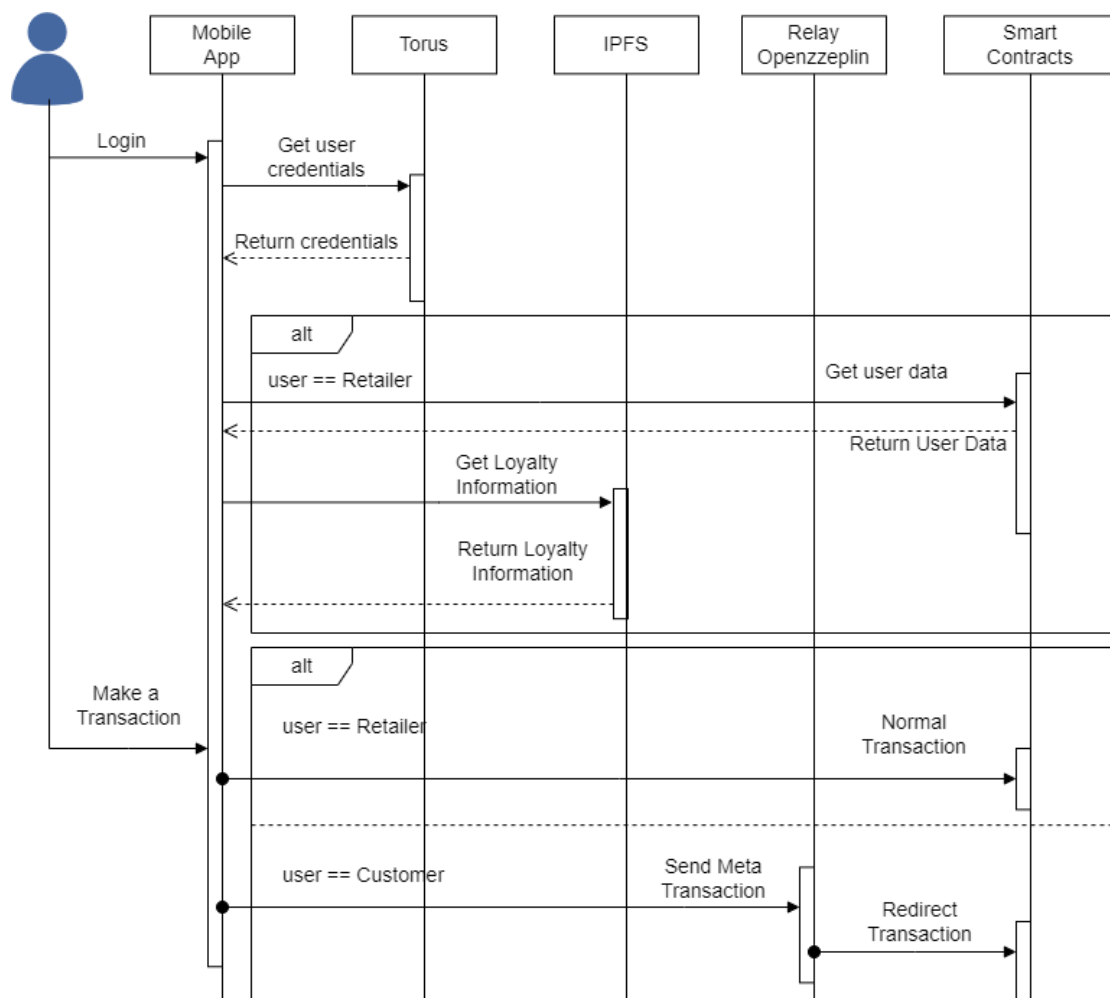 Mobile
App
Torus
IPFS
Relay
Openzzeplin
Smart
Contracts
Login
Get user
credentials
Return credentials
alt
user == Retailer
Get user data
Return User Data
Get Loyalty
Information
Return Loyalty
Information
alt
Make a
Transaction
user == Retailer
Normal
Transaction
user == Customer
Send Meta
Transaction
Redirect
Transaction